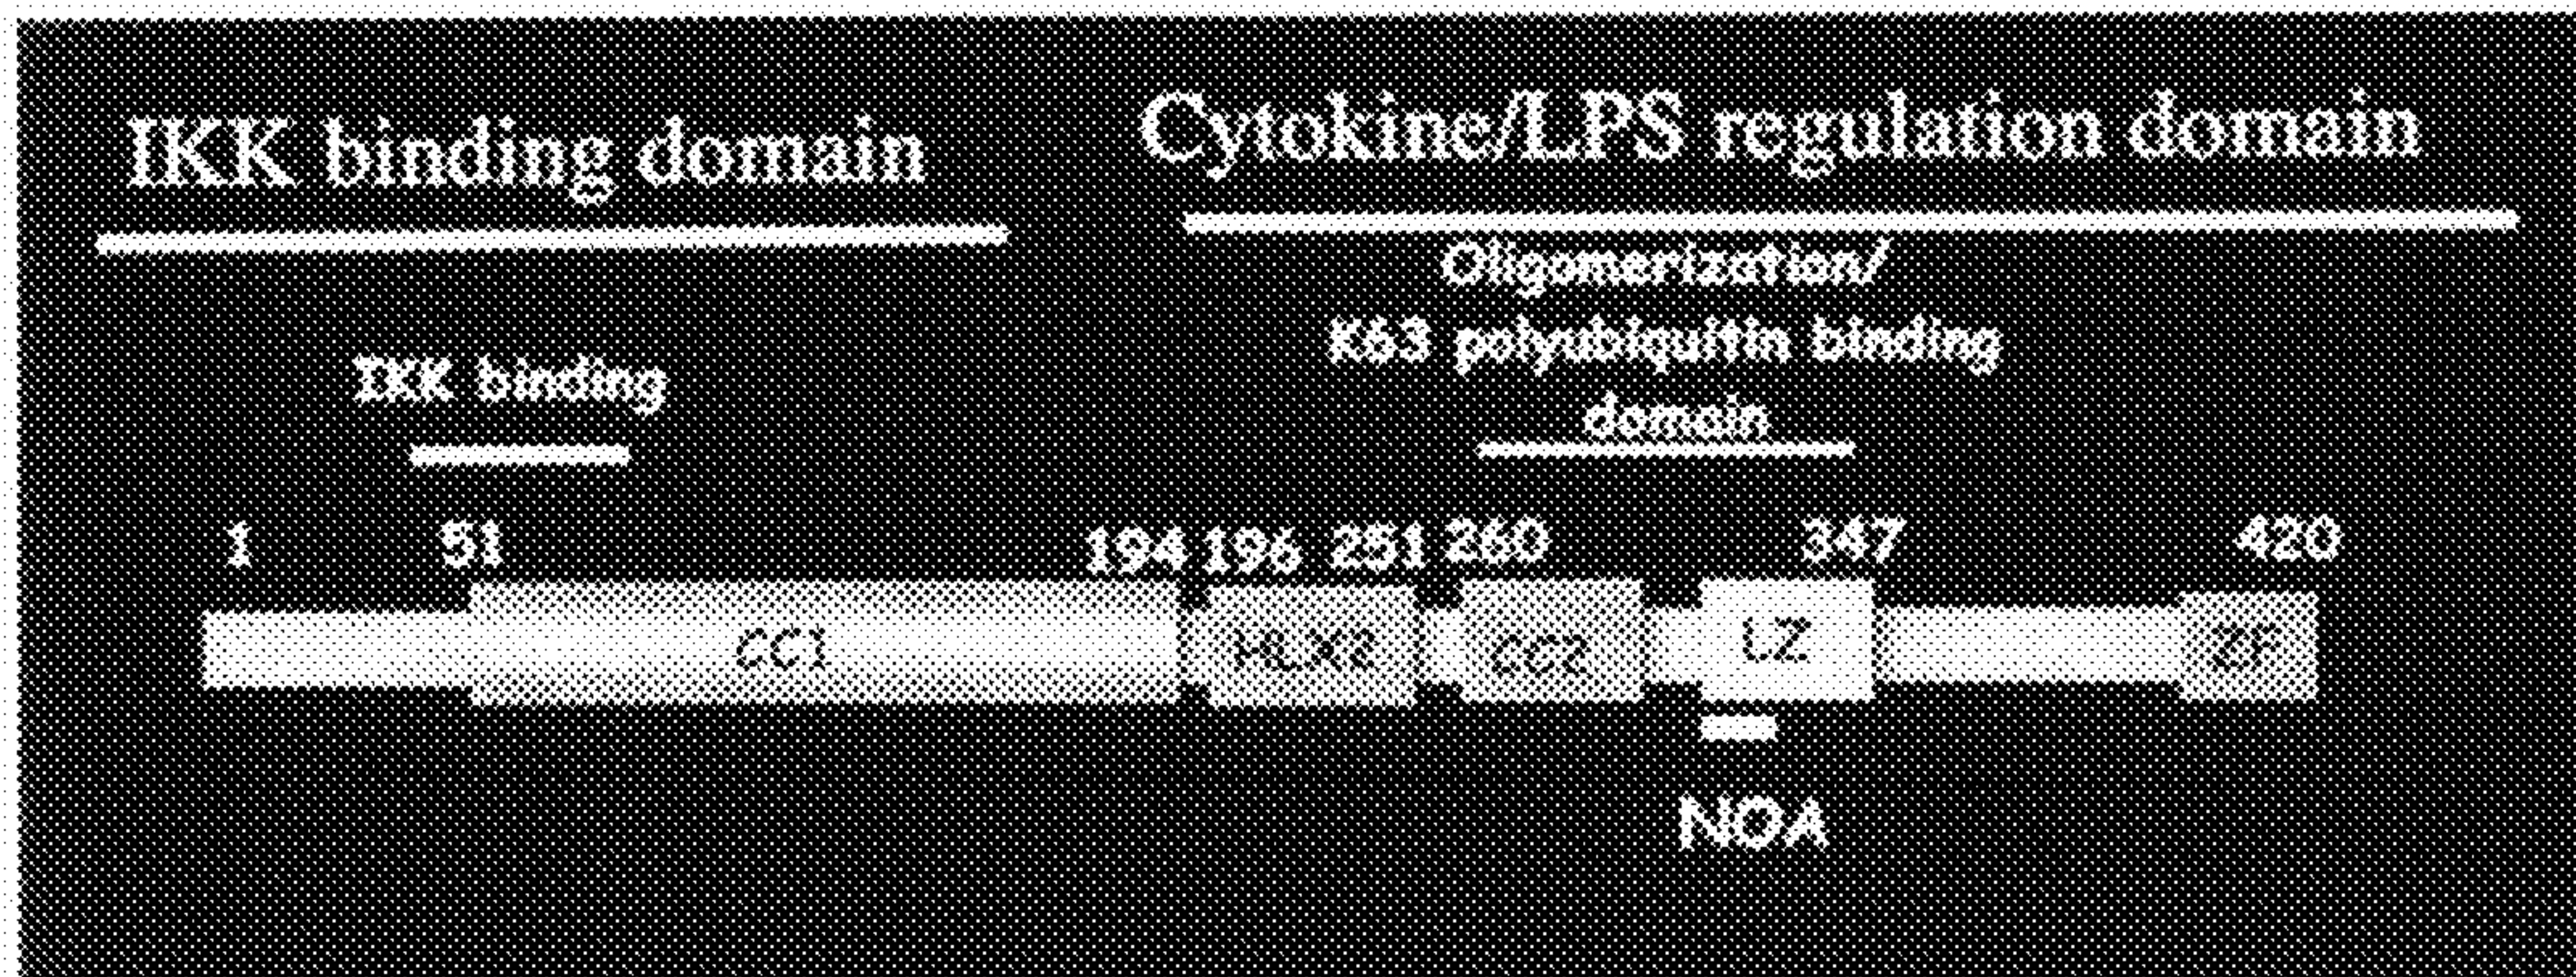 IKK binding domain
Cytokine/LPS regulation domain
Oligomerization/
K63 polyubiquitin binding
domain
IKK binding
1 51 194 196 251 260 347 420
CC1 HLX2 CC2 LZ ZF
NOA